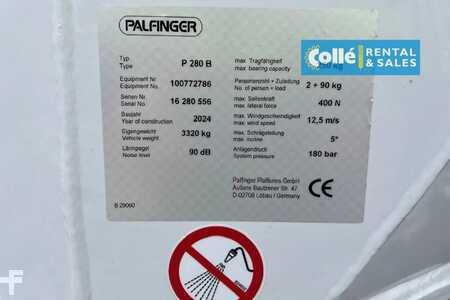 PALFINGER
Collé RENTAL & SALES
Typ
Type P 280 B
max. Tragfähigkeit
max. bearing capacity
Equipment Nr
Equipment No. 100772786
Personenzahl + Zuladung
No. of person + load 2 + 90 kg
Serien Nr
Serial No. 16 280 556
max. Seitenkraft
max. lateral force 400 N
Baujahr
Year of construction 2024
max. Windgeschwindigkeit
max. wind speed 12,5 m/s
Eigengewicht
Vehicle weight 3320 kg
max. Schrägstellung
max. incline 5°
Lärmpegel
Noise level 90 dB
Anlagendruck
System pressure 180 bar
Palfinger Platforms GmbH
Äußere Bautzener Str. 47
D-02708 Löbau / Germany
CE
B 29060